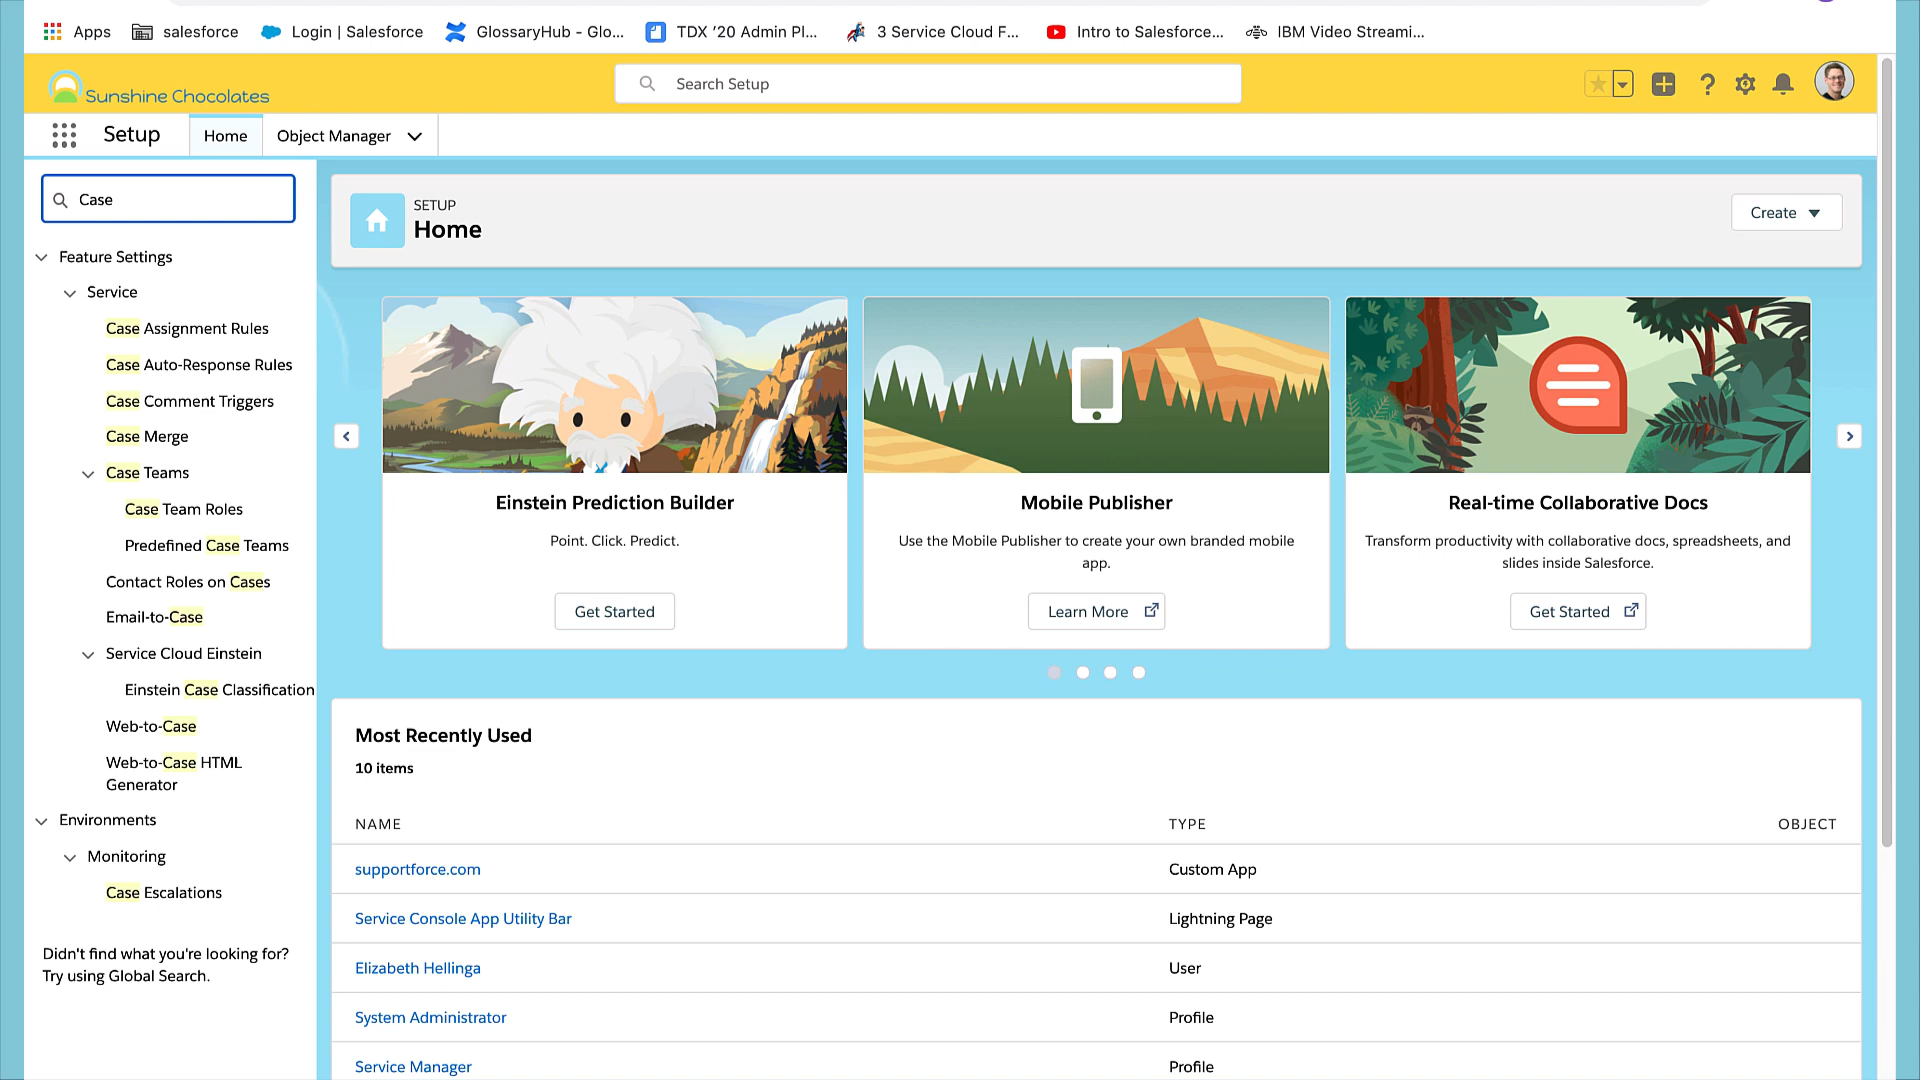 Apps
salesforce
Login | Salesforce
GlossaryHub - Glo...
TDX '20 Admin Pl...
3 Service Cloud F...
Intro to Salesforce...
IBM Video Streami...
Sunshine Chocolates
Search Setup
Setup
Home
Object Manager
Case
Feature Settings
Service
Case Assignment Rules
Case Auto-Response Rules
Case Comment Triggers
Case Merge
Case Teams
Case Team Roles
Predefined Case Teams
Contact Roles on Cases
Email-to-Case
Service Cloud Einstein
Einstein Case Classification
Web-to-Case
Web-to-Case HTML
Generator
Environments
Monitoring
Case Escalations
Didn't find what you're looking for?
Try using Global Search.
SETUP
Home
Create
Einstein Prediction Builder
Point. Click. Predict.
Get Started
Mobile Publisher
Use the Mobile Publisher to create your own branded mobile
app.
Learn More
Real-time Collaborative Docs
Transform productivity with collaborative docs, spreadsheets, and
slides inside Salesforce.
Get Started
Most Recently Used
10 items
NAME TYPE OBJECT
supportforce.com Custom App
Service Console App Utility Bar Lightning Page
Elizabeth Hellinga User
System Administrator Profile
Service Manager Profile